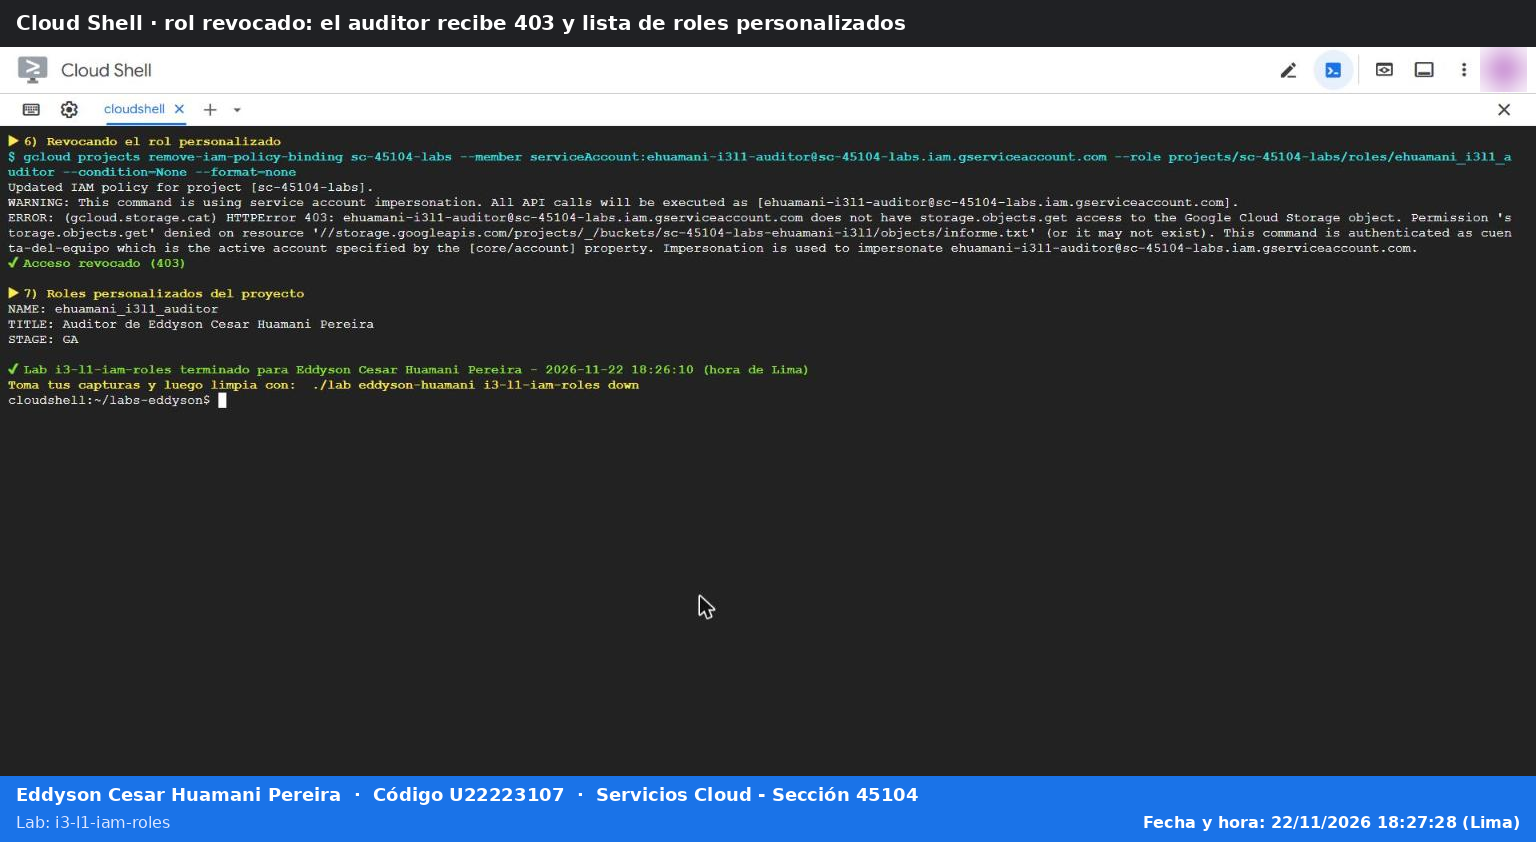 Cloud Shell · rol revocado: el auditor recibe 403 y lista de roles personalizados
Cloud Shell
cloudshell
▶ 6) Revocando el rol personalizado
$ gcloud projects remove-iam-policy-binding sc-45104-labs --member serviceAccount:ehuamani-i3l1-auditor@sc-45104-labs.iam.gserviceaccount.com --role projects/sc-45104-labs/roles/ehuamani_i3l1_a
uditor --condition=None --format=none
Updated IAM policy for project [sc-45104-labs].
WARNING: This command is using service account impersonation. All API calls will be executed as [ehuamani-i3l1-auditor@sc-45104-labs.iam.gserviceaccount.com].
ERROR: (gcloud.storage.cat) HTTPError 403: ehuamani-i3l1-auditor@sc-45104-labs.iam.gserviceaccount.com does not have storage.objects.get access to the Google Cloud Storage object. Permission 's
torage.objects.get' denied on resource '//storage.googleapis.com/projects/_/buckets/sc-45104-labs-ehuamani-i3l1/objects/informe.txt' (or it may not exist). This command is authenticated as cuen
ta-del-equipo which is the active account specified by the [core/account] property. Impersonation is used to impersonate ehuamani-i3l1-auditor@sc-45104-labs.iam.gserviceaccount.com.
✔ Acceso revocado (403)
▶ 7) Roles personalizados del proyecto
NAME: ehuamani_i3l1_auditor
TITLE: Auditor de Eddyson Cesar Huamani Pereira
STAGE: GA
✔ Lab i3-l1-iam-roles terminado para Eddyson Cesar Huamani Pereira - 2026-11-22 18:26:10 (hora de Lima)
Toma tus capturas y luego limpia con:  ./lab eddyson-huamani i3-l1-iam-roles down
cloudshell:~/labs-eddyson$
Eddyson Cesar Huamani Pereira · Código U22223107 · Servicios Cloud - Sección 45104
Lab: i3-l1-iam-roles
Fecha y hora: 22/11/2026 18:27:28 (Lima)